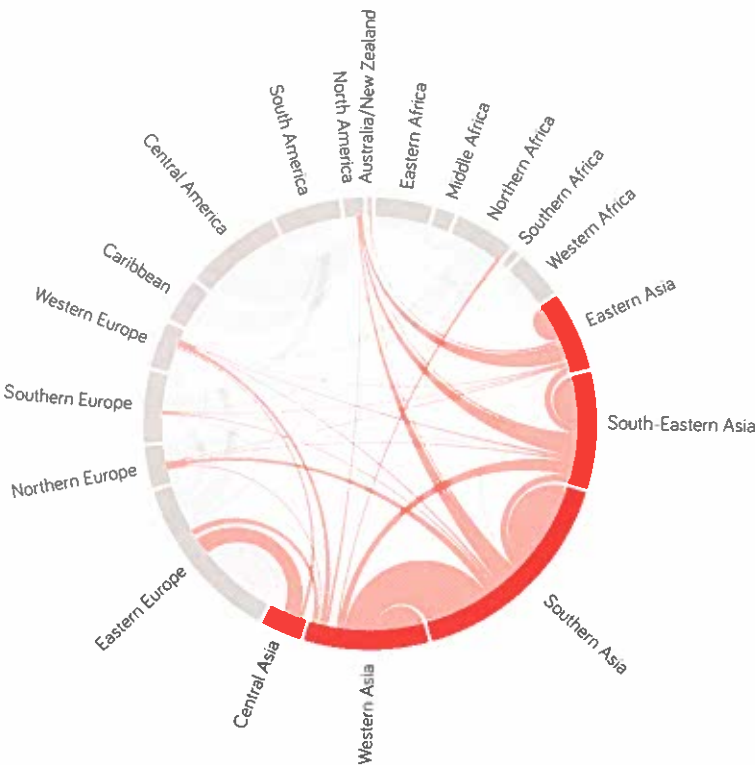 Australia/New Zealand
Eastern Africa
Middle Africa
Northern Africa
Southern Africa
Western Africa
Eastern Asia
South-Eastern Asia
Southern Asia
Western Asia
Central Asia
Eastern Europe
Northern Europe
Southern Europe
Western Europe
Caribbean
Central America
South America
North America